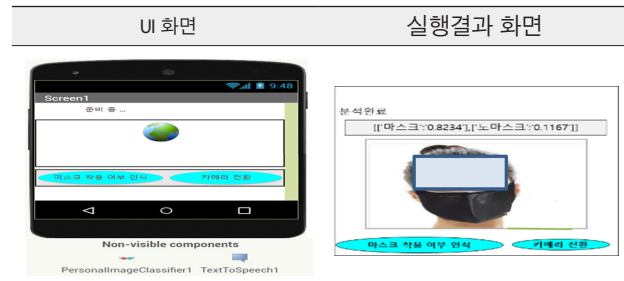 UI 화면
실행결과 화면
9:48
Screen1
준비 중 ...
마스크 착용 여부 인식
카메라 전환
Non-visible components
PersonalImageClassifier1
TextToSpeech1
분석완료
[['마스크':'0.8234'],['노마스크':'0.1167']]
마스크 착용 여부 인식
카메라 전환